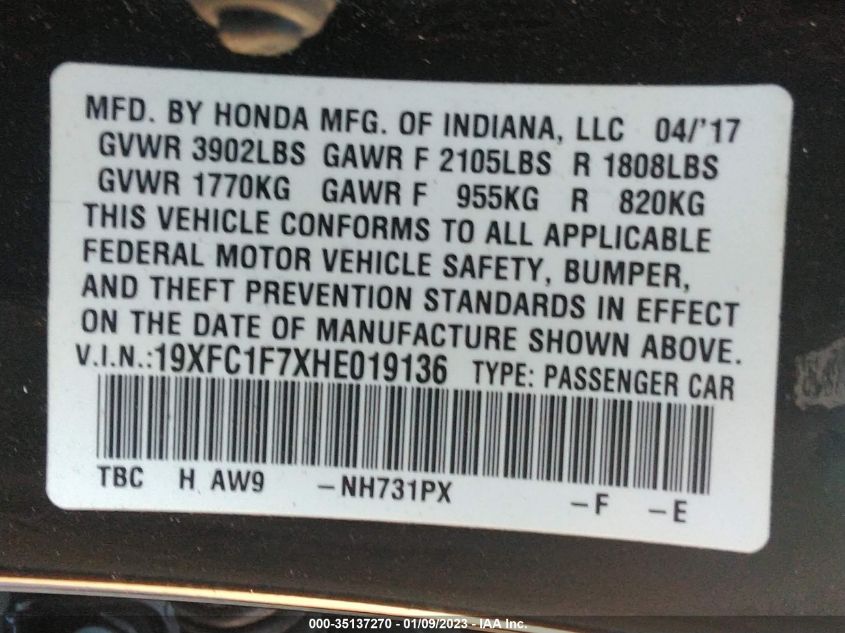 MFD. BY HONDA MFG. OF INDIANA, LLC 04/'17
GVWR 3902LBS GAWR F 2105LBS R 1808LBS
GVWR 1770KG GAWR F 955KG R 820KG
THIS VEHICLE CONFORMS TO ALL APPLICABLE
FEDERAL MOTOR VEHICLE SAFETY, BUMPER,
AND THEFT PREVENTION STANDARDS IN EFFECT
ON THE DATE OF MANUFACTURE SHOWN ABOVE.
V.I.N.:19XFC1F7XHE019136 TYPE: PASSENGER CAR
TBC H AW9 -NH731PX -F -E
000-35137270 - 01/09/2023 - IAA Inc.